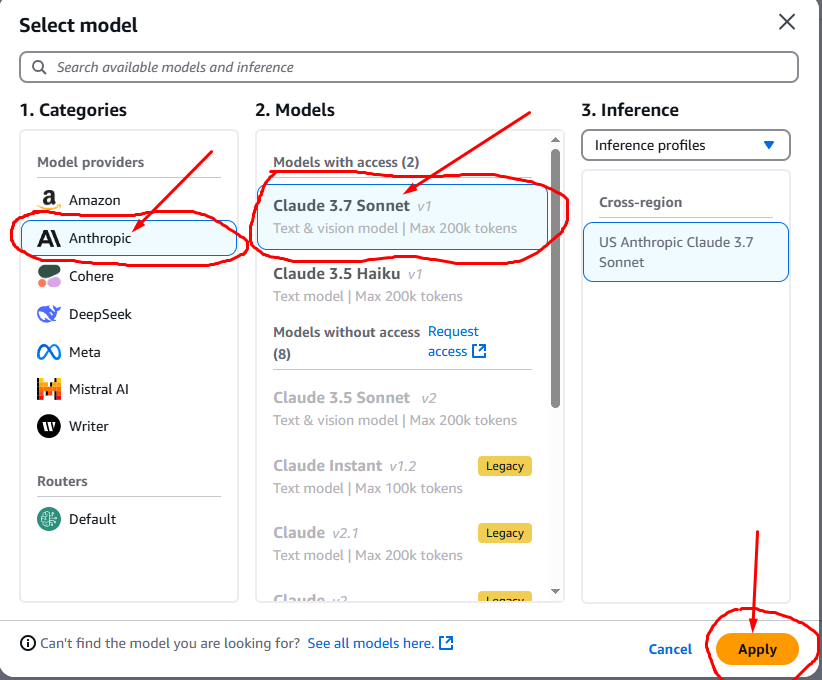 Select model
Search available models and inference
1. Categories
Model providers
Amazon
Anthropic
Cohere
DeepSeek
Meta
Mistral AI
Writer
Routers
Default
2. Models
Models with access (2)
Claude 3.7 Sonnet v1
Text & vision model | Max 200k tokens
Claude 3.5 Haiku v1
Text model | Max 200k tokens
Models without access
(8)
Request
access
Claude 3.5 Sonnet v2
Text & vision model | Max 200k tokens
Claude Instant v1.2
Legacy
Text model | Max 100k tokens
Claude v2.1
Legacy
Text model | Max 200k tokens
Claude v2
Legacy
3. Inference
Inference profiles
Cross-region
US Anthropic Claude 3.7
Sonnet
Can't find the model you are looking for? See all models here.
Cancel
Apply